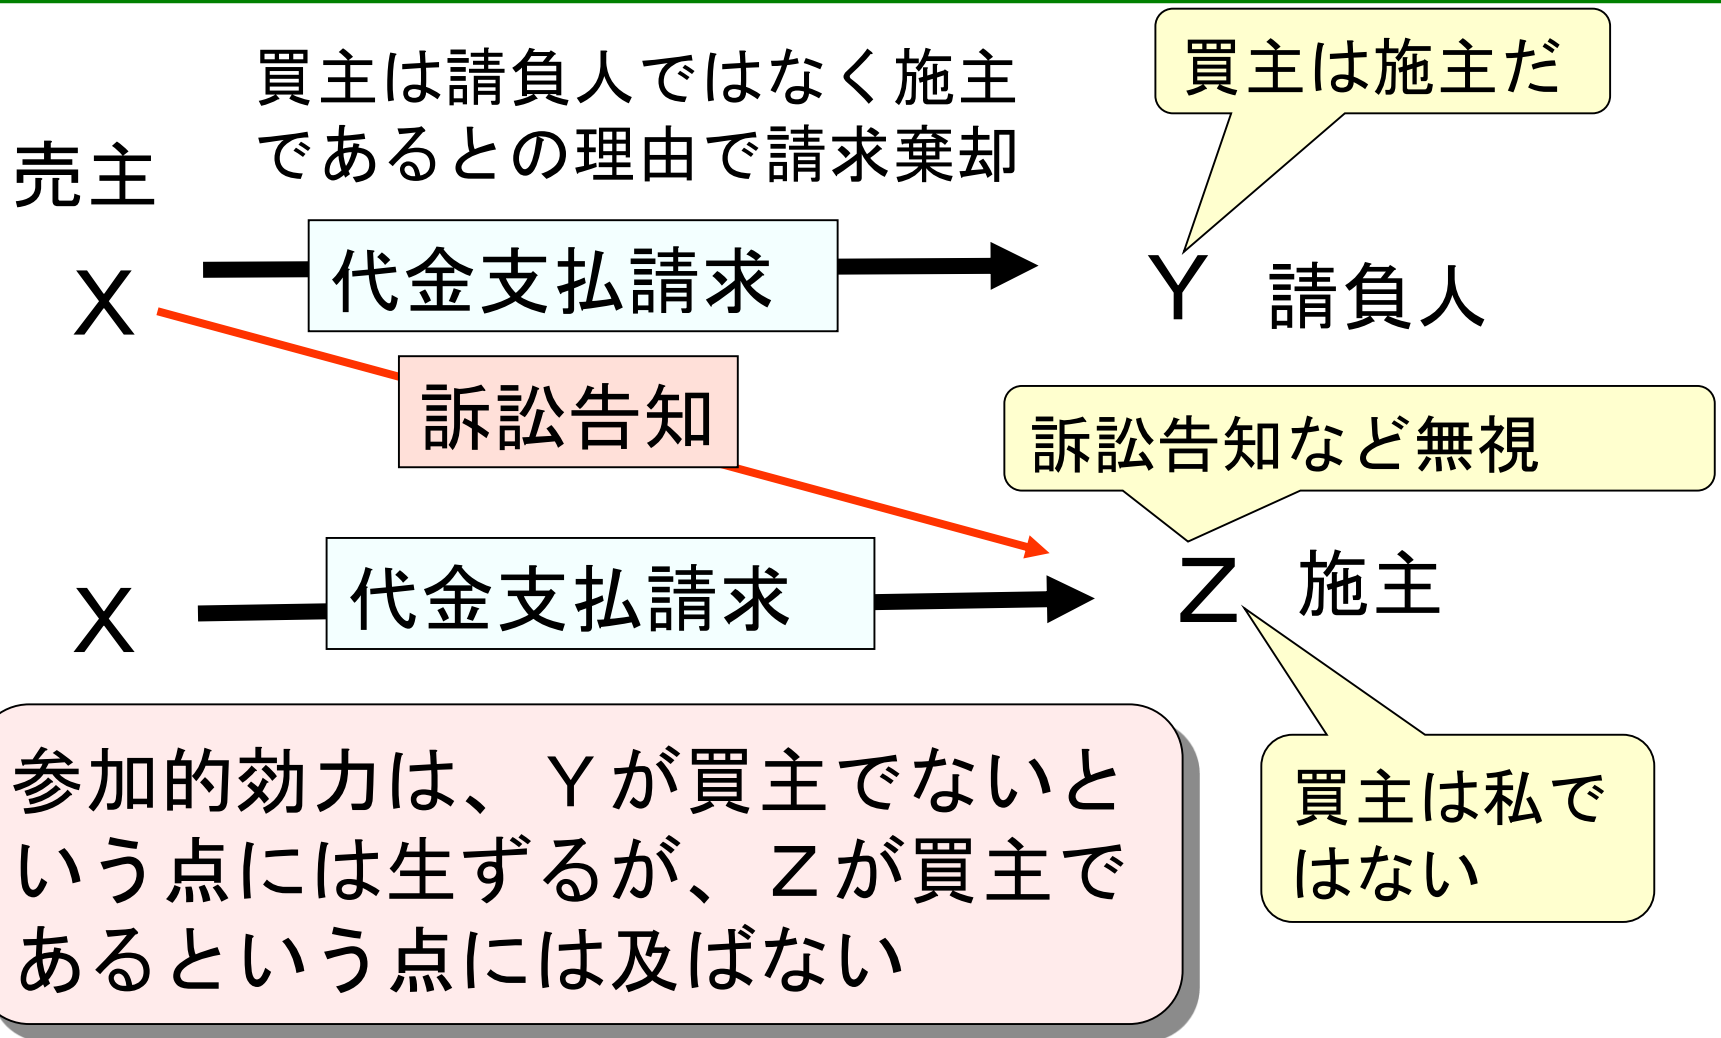 買主は施主だ
買主は請負人ではなく施主
であるとの理由で請求棄却
売主
X
代金支払請求
Y 請負人
訴訟告知
訴訟告知など無視
X
代金支払請求
Z 施主
参加的効力は、Yが買主でないと
いう点には生ずるが、Zが買主で
あるという点には及ばない
買主は私で
はない